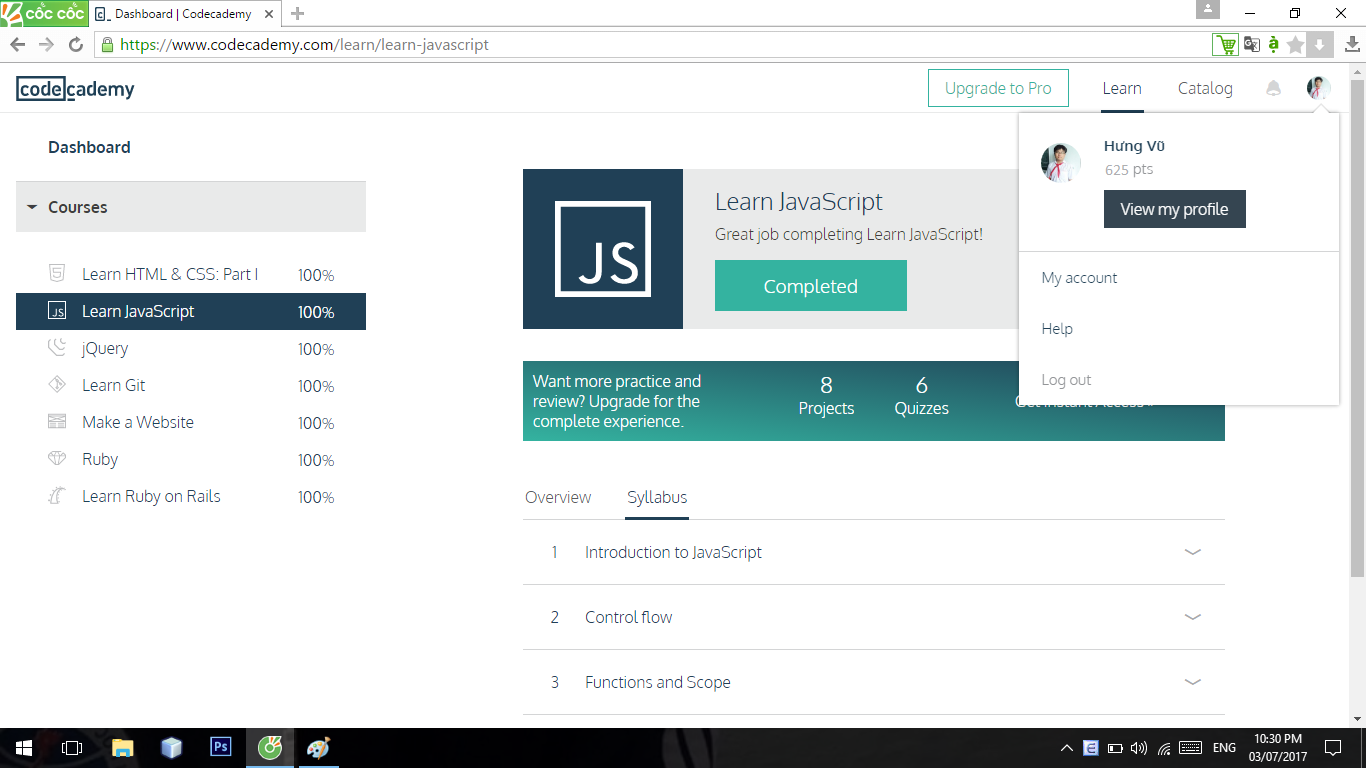 cốc cốc
Dashboard | Codecademy
https://www.codecademy.com/learn/learn-javascript
codecademy
Upgrade to Pro
Learn
Catalog
Dashboard
Courses
Learn HTML & CSS: Part I 100%
JS Learn JavaScript 100%
jQuery 100%
Learn Git 100%
Make a Website 100%
Ruby 100%
Learn Ruby on Rails 100%
JS
Learn JavaScript
Great job completing Learn JavaScript!
Completed
Hưng Vũ
625 pts
View my profile
My account
Help
Log out
Want more practice and
review? Upgrade for the
complete experience.
8
Projects
6
Quizzes
Get Instant Access
Overview
Syllabus
1 Introduction to JavaScript
2 Control flow
3 Functions and Scope
Ps
ENG
10:30 PM
03/07/2017